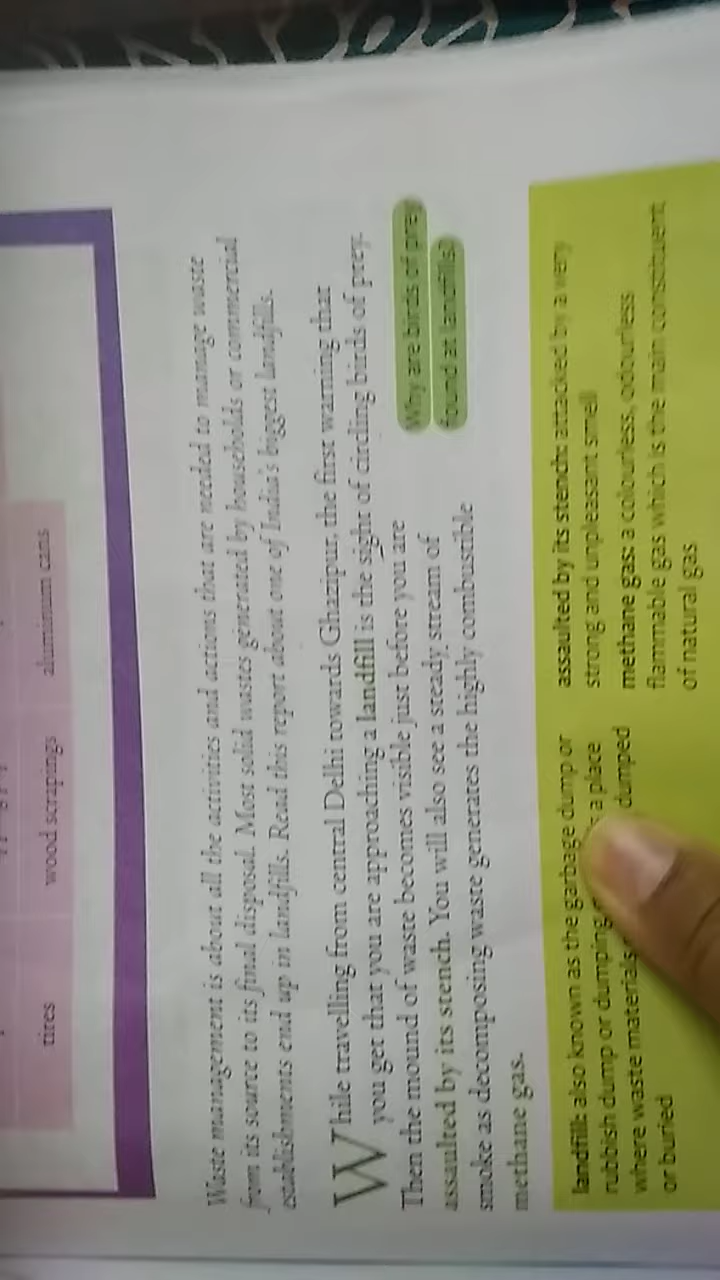 tires wood scrapings aluminum cans
Waste management is about all the activities and actions that are needed to manage waste
from its source to its final disposal. Most solid wastes generated by households or commercial
establishments end up in landfills. Read this report about one of India's biggest landfills.
While travelling from central Delhi towards Ghazipur, the first warning that
you get that you are approaching a landfill is the sight of circling birds of prey.
Then the mound of waste becomes visible just before you are
assaulted by its stench. You will also see a steady stream of
smoke as decomposing waste generates the highly combustible
methane gas.
Why are birds of prey
found at landfills?
landfill: also known as the garbage dump or
rubbish dump or dumping a place
where waste materials dumped
or buried
assaulted by its stench: attacked by a very
strong and unpleasant smell
methane gas: a colourless, odourless
flammable gas which is the main constituent
of natural gas